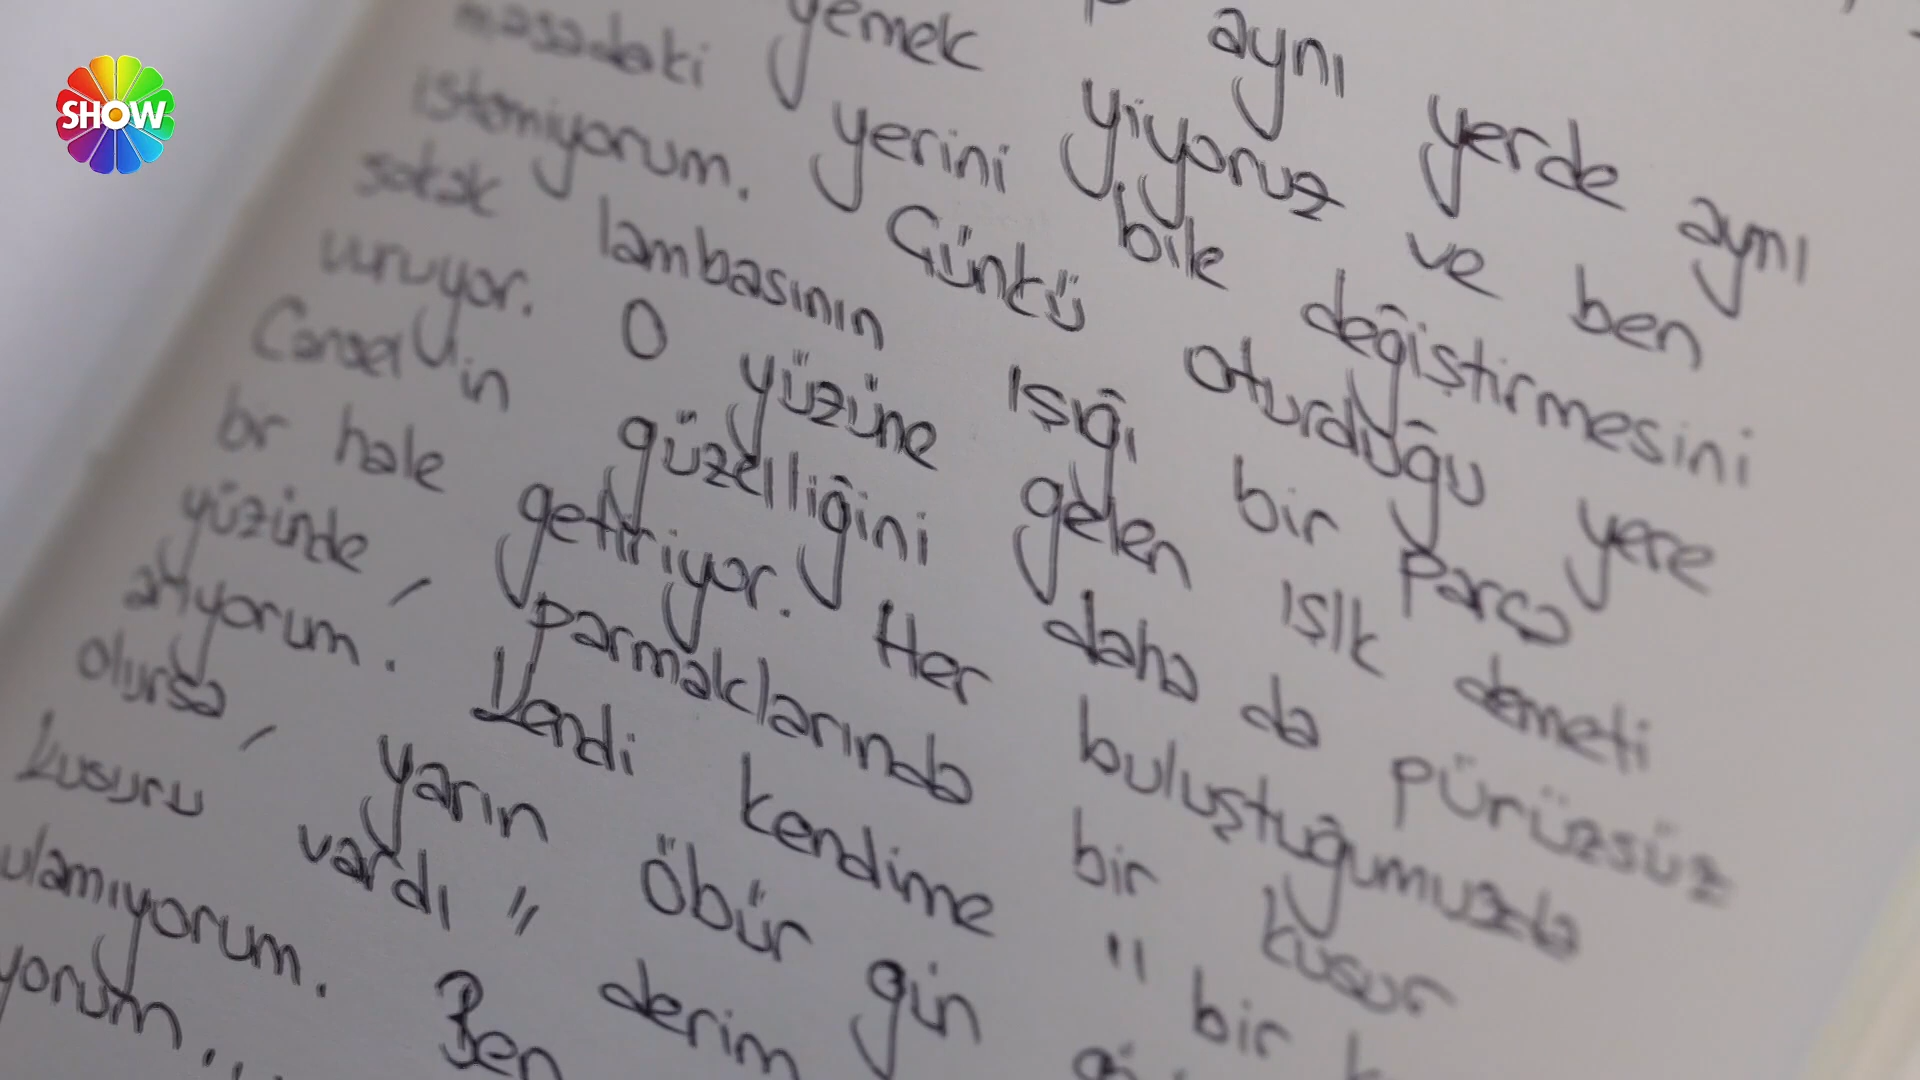 aynı yerde aynı
yemek yiyoruz ve ben
masadaki yerini bile değiştirmesini
istemiyorum. Çünkü oturduğu yere
sokak lambasının ışığı bir parça
vuruyor. O yüzüne gelen ışık demeti
Cansel'in güzelliğini daha da pürüzsüz
bir hale getiriyor. Her buluştuğumuzda
yüzünde, parmaklarında bir kusur
arıyorum. Kendi kendime " bir
olursa, yarın öbür gün
kusuru vardı" derim
ulamıyorum. Ben
yorum...
SHOW